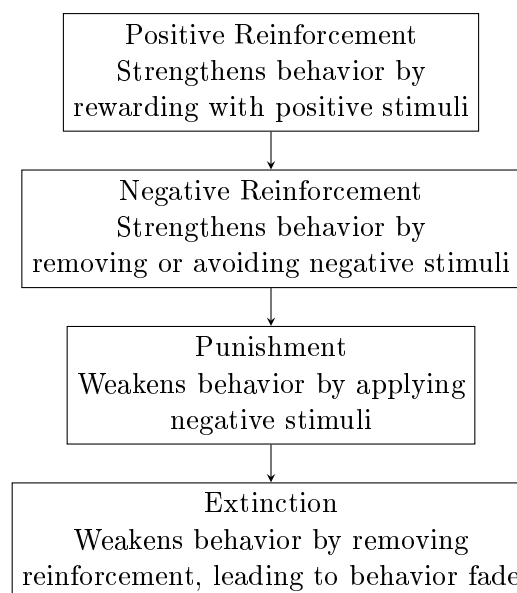 Positive Reinforcement
Strengthens behavior by
rewarding with positive stimuli
Negative Reinforcement
Strengthens behavior by
removing or avoiding negative stimuli
Punishment
Weakens behavior by applying
negative stimuli
Extinction
Weakens behavior by removing
reinforcement, leading to behavior fade